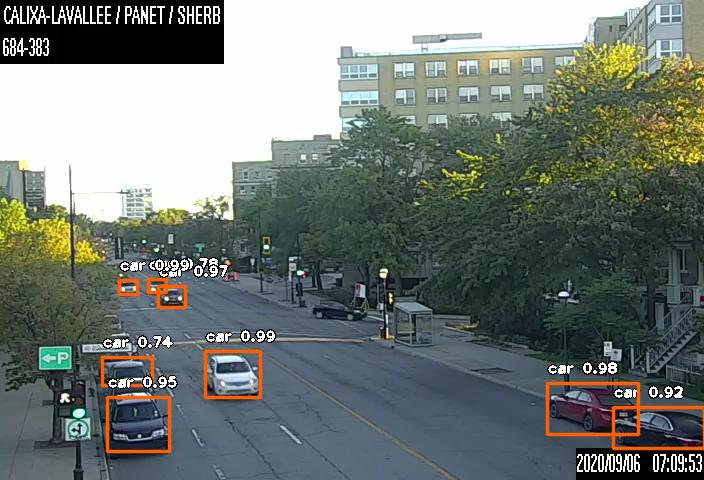 CALIXA-LAVALLEE / PANET / SHERB
684-383
car 0.99
car 0.97
car 0.74
car 0.99
car 0.95
car 0.98
car 0.92
P
2020/09/06 07:09:53